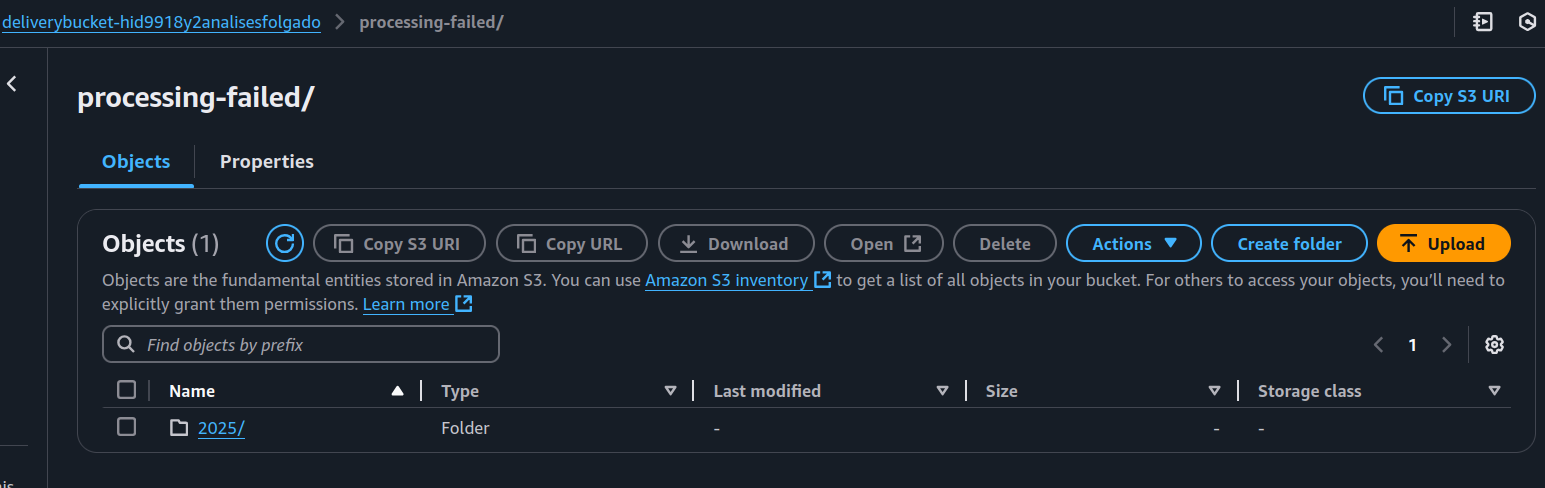 deliverybucket-hid9918y2analisesfolgado > processing-failed/
processing-failed/
Copy S3 URI
Objects
Properties
Objects (1)
Copy S3 URI
Copy URL
Download
Open
Delete
Actions
Create folder
Upload
Objects are the fundamental entities stored in Amazon S3. You can use Amazon S3 inventory to get a list of all objects in your bucket. For others to access your objects, you'll need to
explicitly grant them permissions. Learn more
Find objects by prefix
1
Name
Type
Last modified
Size
Storage class
2025/
Folder
-
-
-